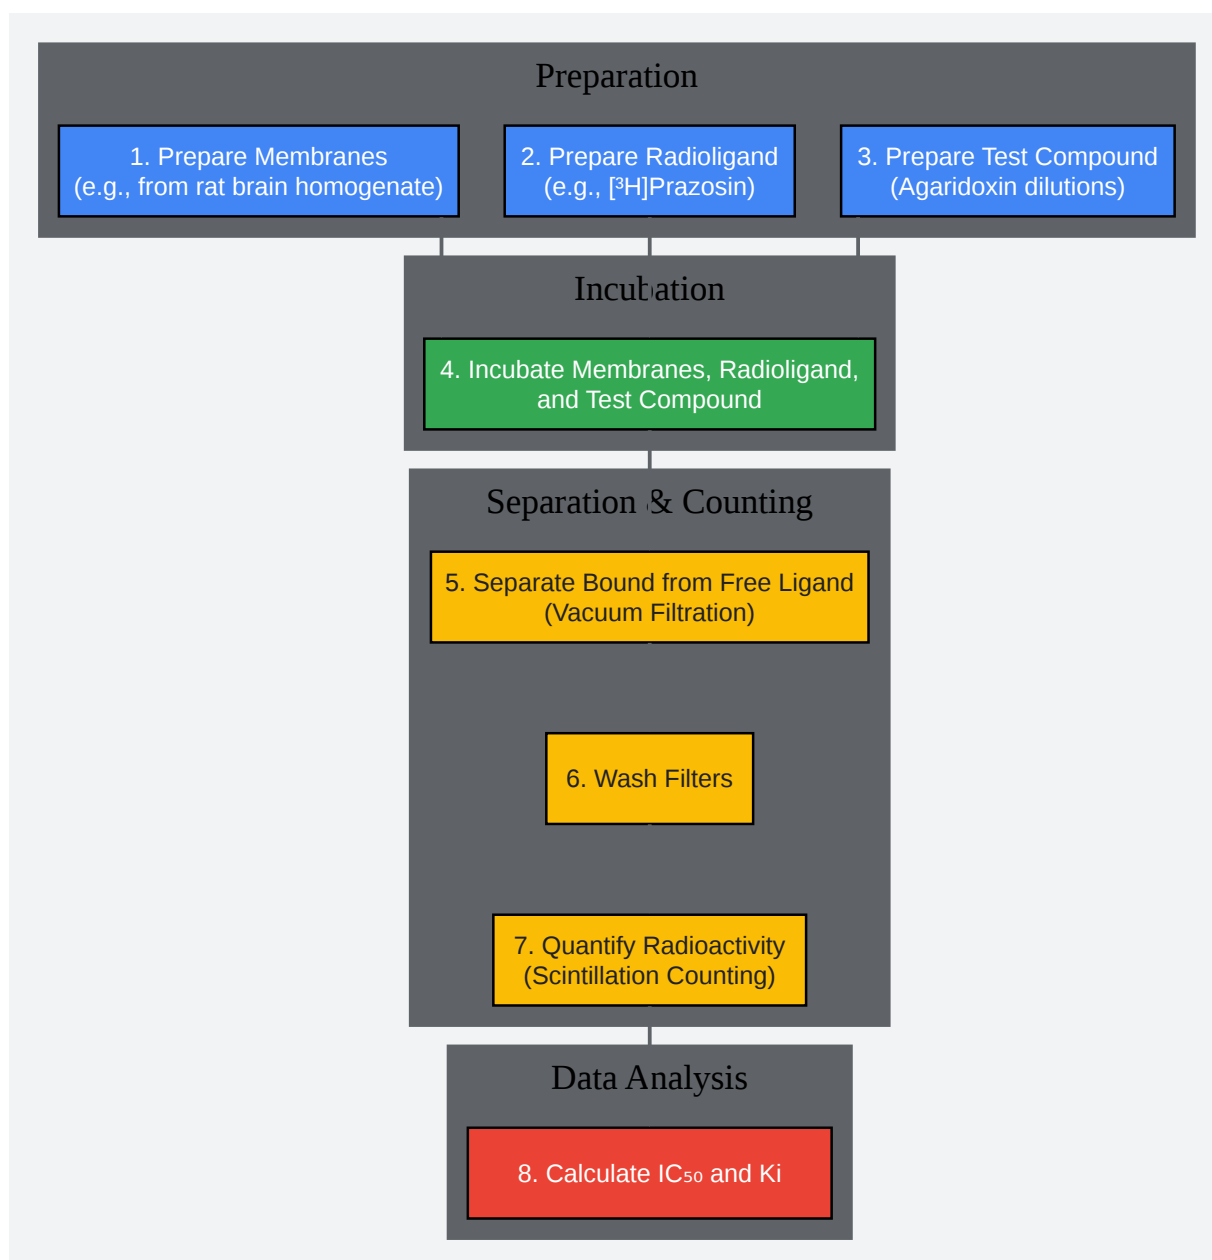 Preparation
1. Prepare Membranes
(e.g., from rat brain homogenate)
2. Prepare Radioligand
(e.g., [³H]Prazosin)
3. Prepare Test Compound
(Agaridoxin dilutions)
Incubation
4. Incubate Membranes, Radioligand,
and Test Compound
Separation & Counting
5. Separate Bound from Free Ligand
(Vacuum Filtration)
6. Wash Filters
7. Quantify Radioactivity
(Scintillation Counting)
Data Analysis
8. Calculate IC₅₀ and Ki